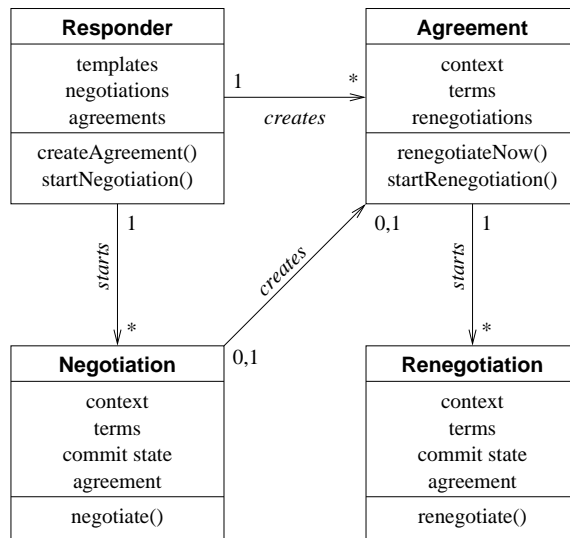 Responder
templates
negotiations
agreements
createAgreement()
startNegotiation()
1
*
creates
Agreement
context
terms
renegotiations
renegotiateNow()
startRenegotiation()
1
starts
*
0,1
creates
0,1
1
starts
*
Negotiation
context
terms
commit state
agreement
negotiate()
Renegotiation
context
terms
commit state
agreement
renegotiate()